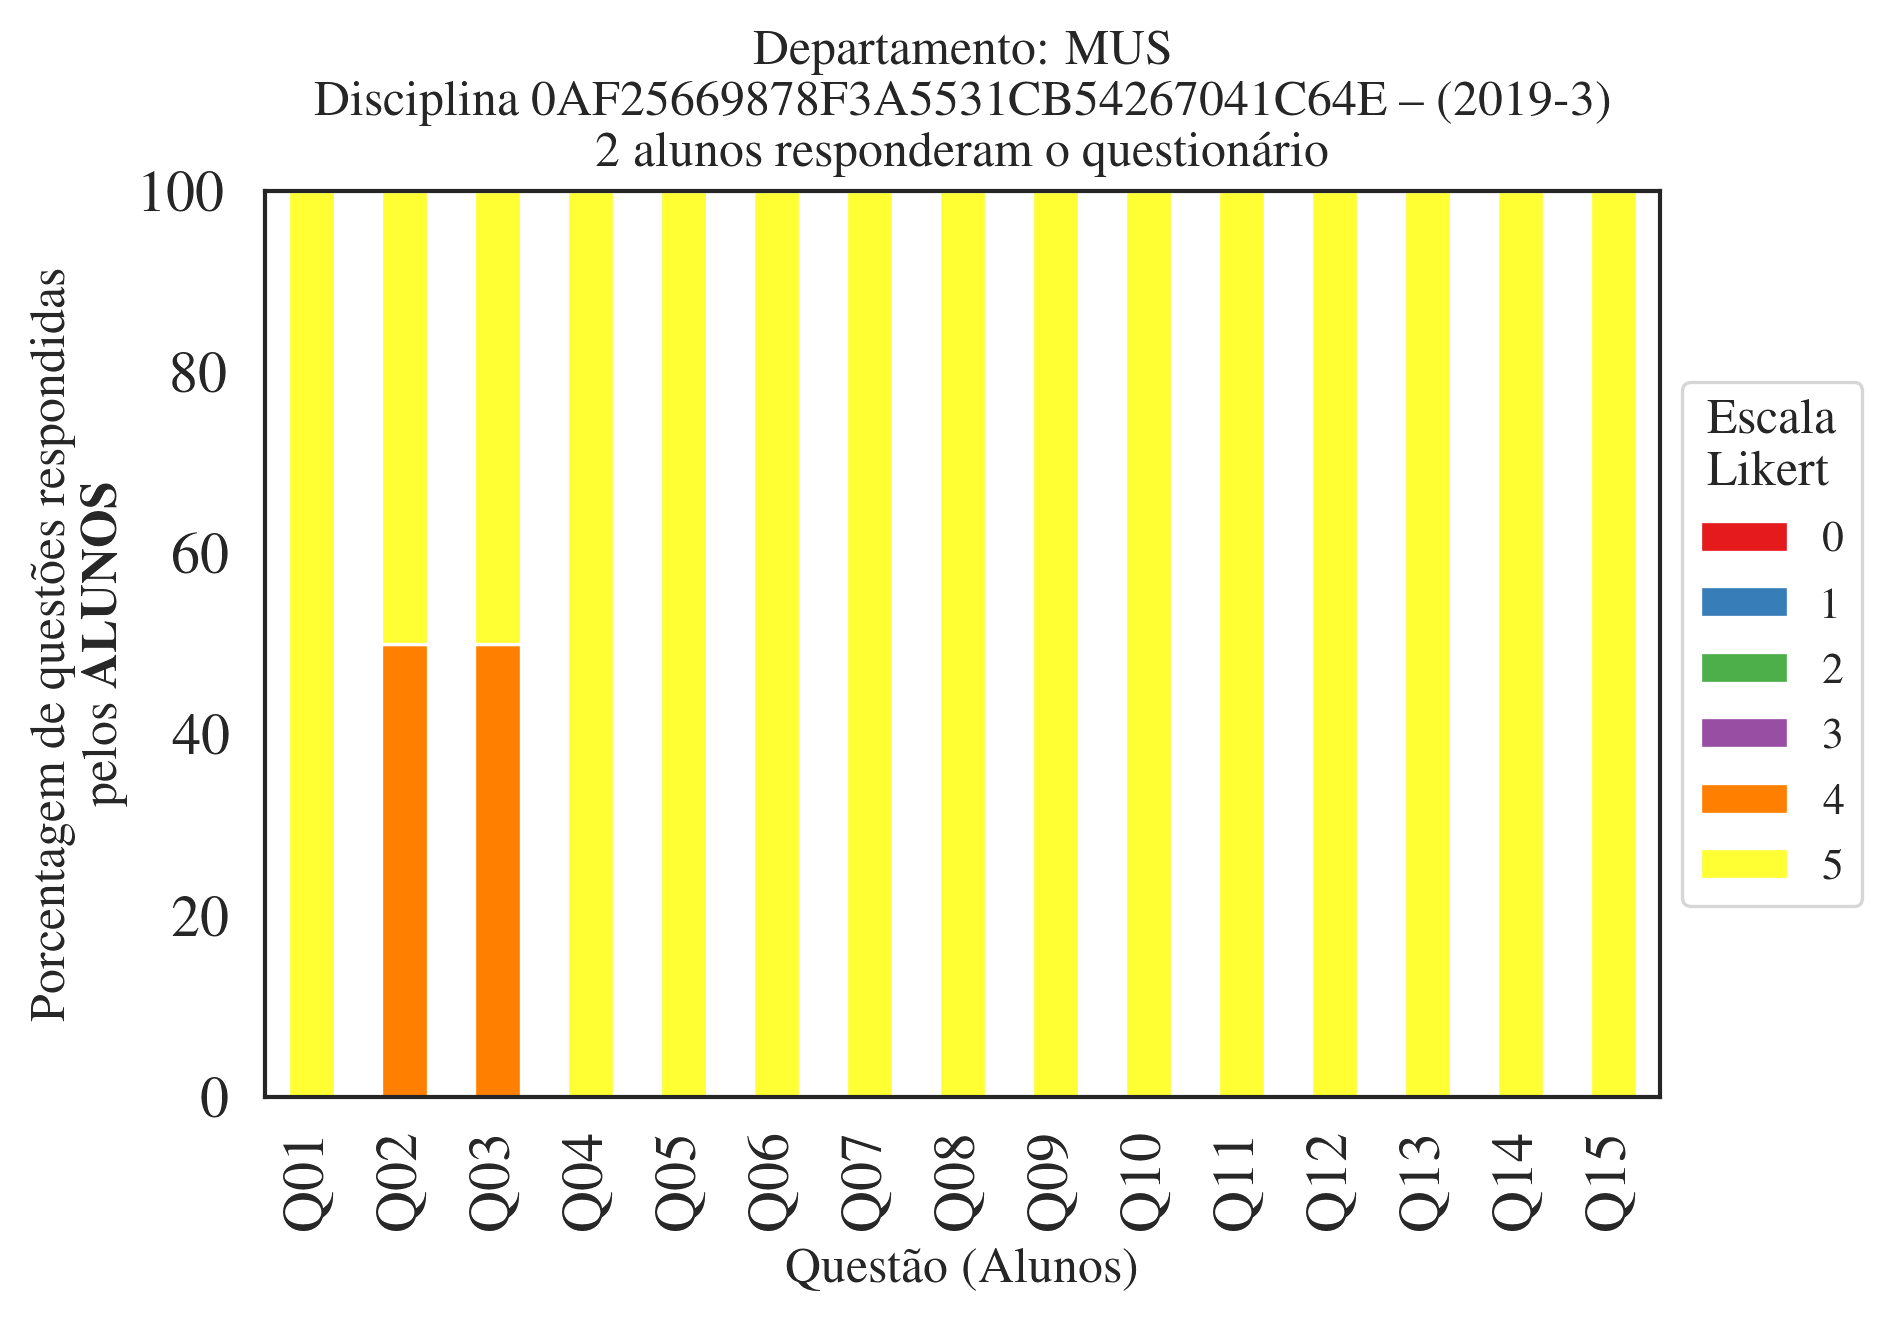 Departamento: MUS
Disciplina 0AF25669878F3A5531CB54267041C64E – (2019-3)
2 alunos responderam o questionário
Porcentagem de questões respondidas
pelos ALUNOS
100
80
60
40
20
0
Q01
Q02
Q03
Q04
Q05
Q06
Q07
Q08
Q09
Q10
Q11
Q12
Q13
Q14
Q15
Questão (Alunos)
Escala
Likert
0
1
2
3
4
5